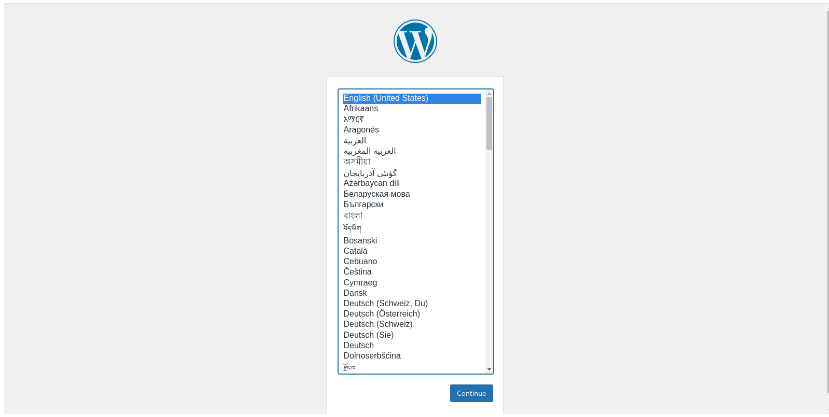 English (United States)
Afrikaans
አማርኛ
Aragonés
العربية
العربية المغربية
অসমীয়া
گؤنئی آذربایجان
Azərbaycan dili
Беларуская мова
Български
বাংলা
བོད་ཡིག
Bosanski
Català
Cebuano
Čeština
Cymraeg
Dansk
Deutsch (Schweiz, Du)
Deutsch (Österreich)
Deutsch (Schweiz)
Deutsch (Sie)
Deutsch
Dolnoserbšćina
Continue